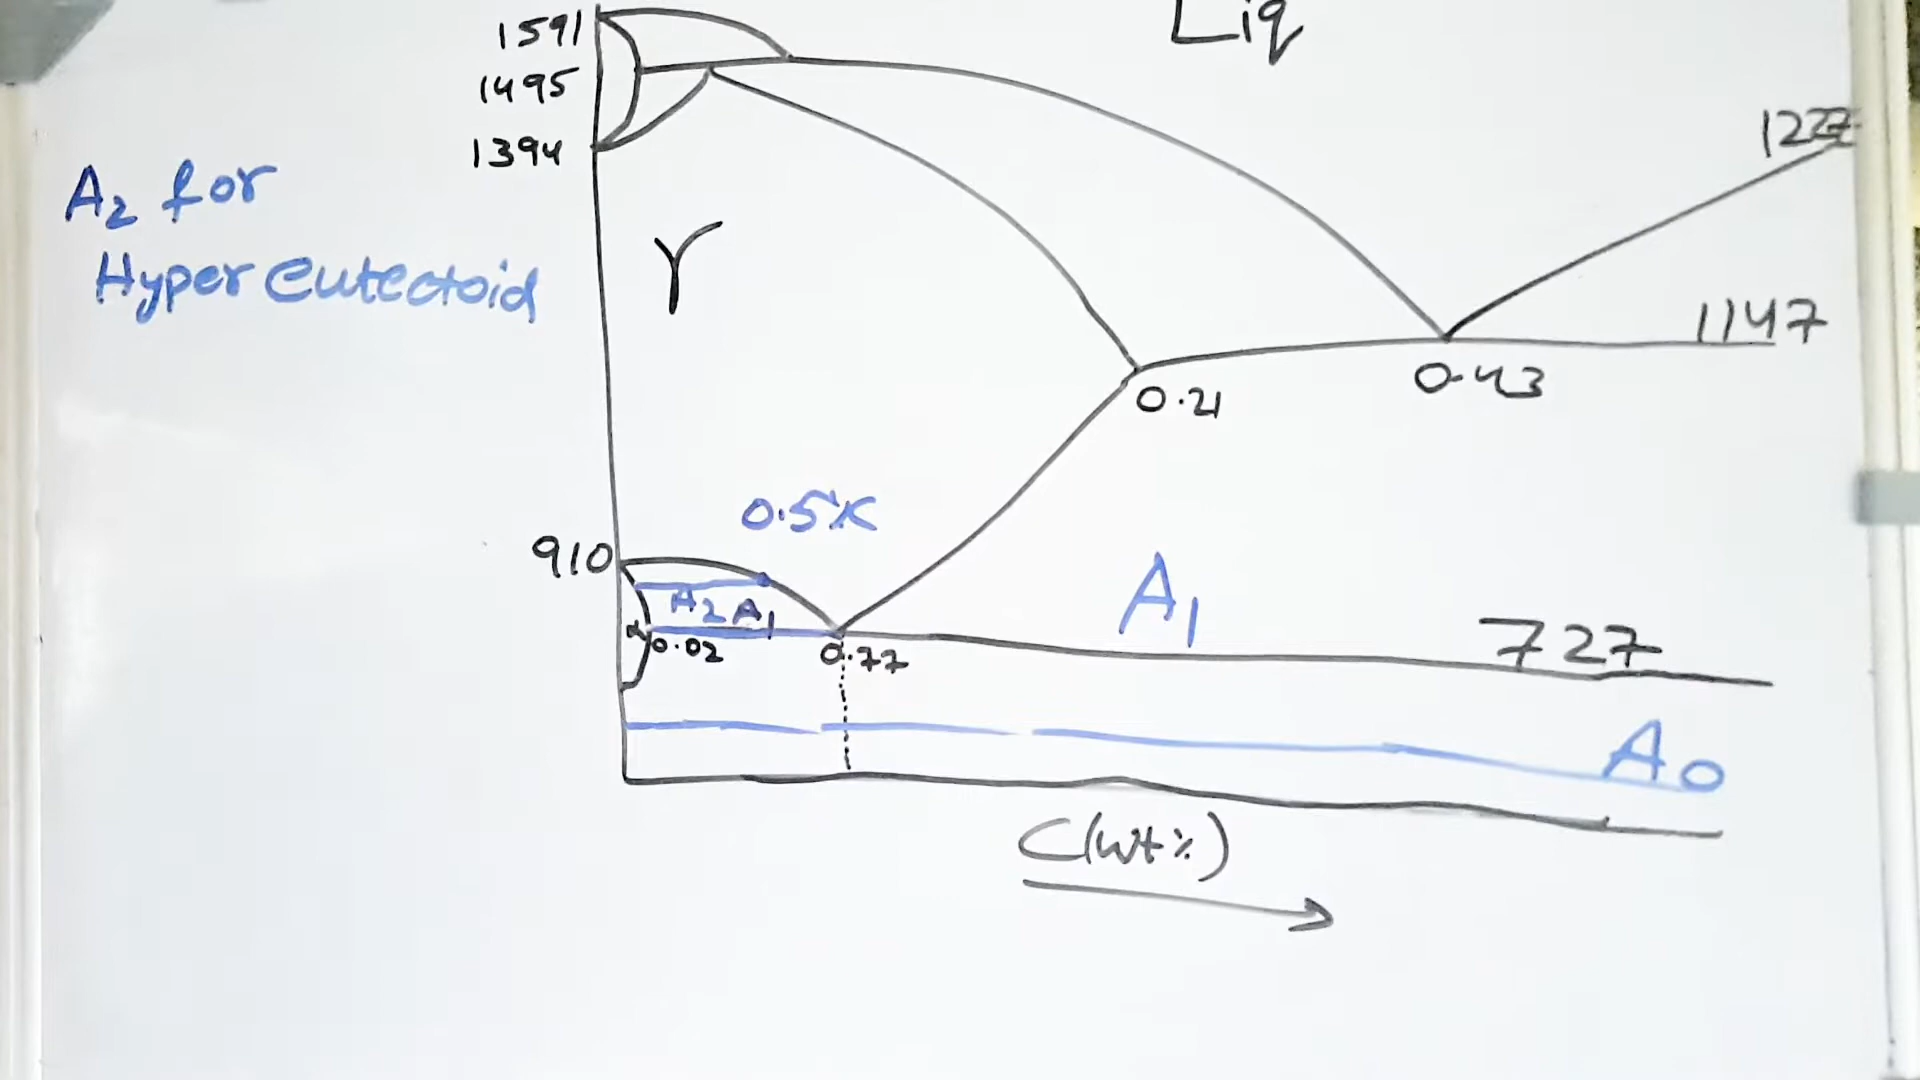 Liq
1591
1495
1394
1227
A2 for
Hyper eutectoid
γ
1147
0.21
0.43
0.5%
910
A2 A1
A1
α
0.02
0.77
727
A0
C(wt%)